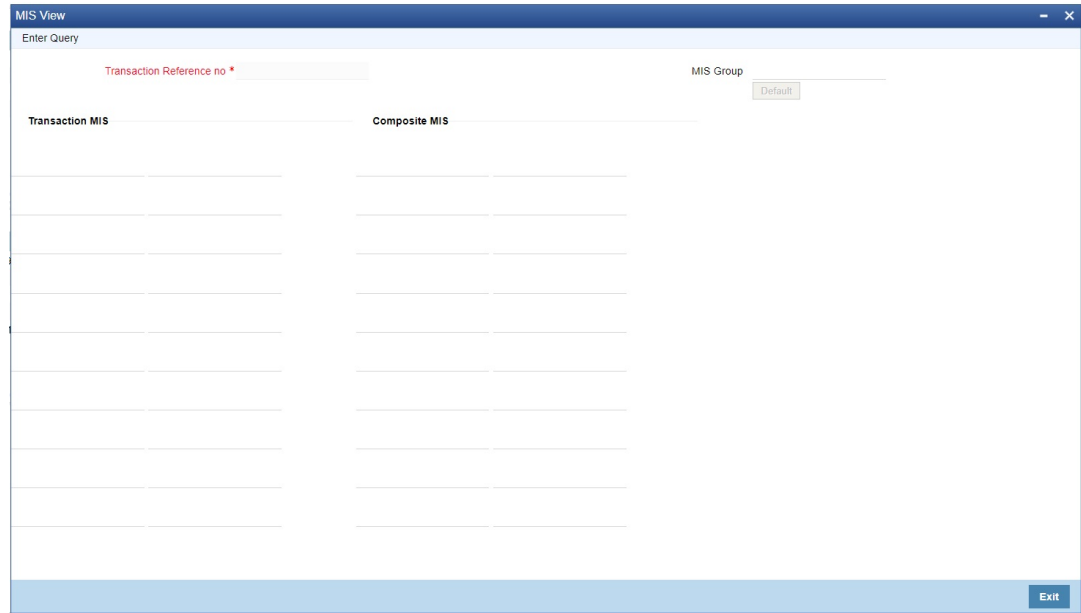 MIS View
Enter Query
Transaction Reference no * MIS Group
Default
Transaction MIS Composite MIS
Exit